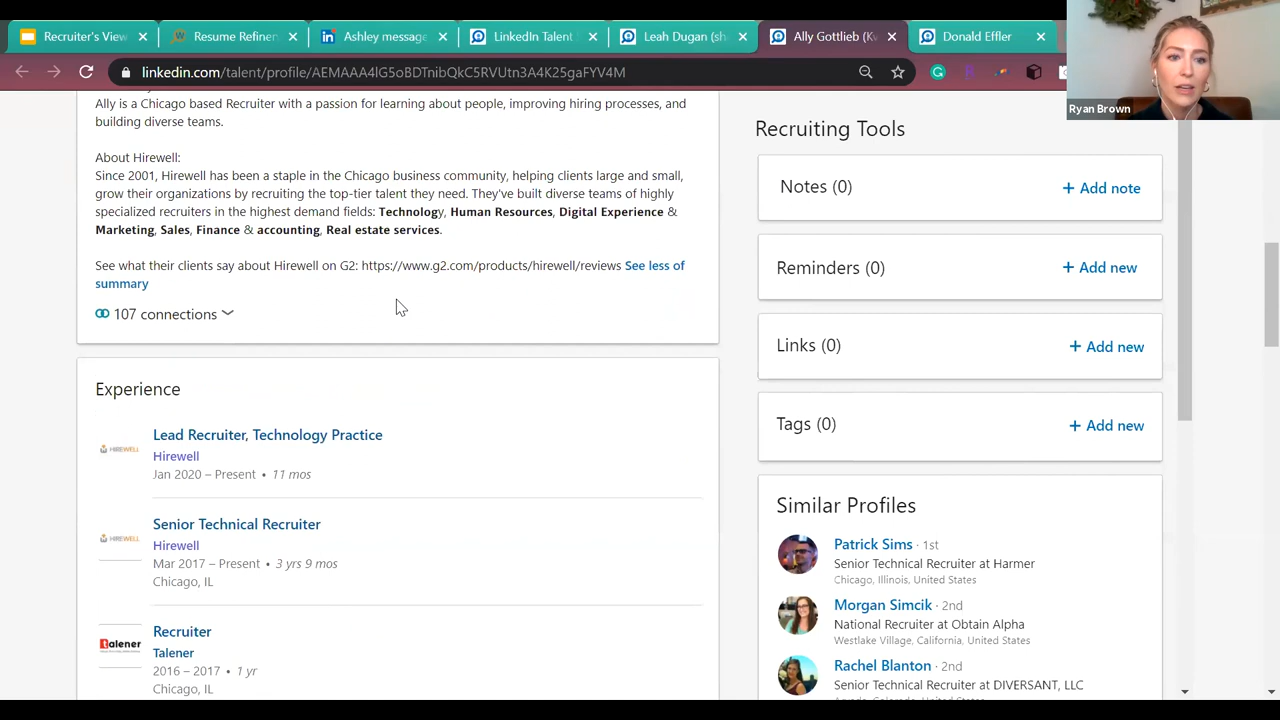 Recruiter's View
Resume Refiner
Ashley message
LinkedIn Talent S
Leah Dugan (sh
Ally Gottlieb (Kw
Donald Effler
linkedin.com/talent/profile/AEMAAA4IG5oBDTnibQkC5RVUtn3A4K25gaFYV4M
Ryan Brown
Ally is a Chicago based Recruiter with a passion for learning about people, improving hiring processes, and
building diverse teams.
About Hirewell:
Since 2001, Hirewell has been a staple in the Chicago business community, helping clients large and small,
grow their organizations by recruiting the top-tier talent they need. They've built diverse teams of highly
specialized recruiters in the highest demand fields: Technology, Human Resources, Digital Experience &
Marketing, Sales, Finance & accounting, Real estate services.
See what their clients say about Hirewell on G2: https://www.g2.com/products/hirewell/reviews See less of
summary
107 connections
Experience
HIREWELL
Lead Recruiter, Technology Practice
Hirewell
Jan 2020 – Present • 11 mos
HIREWELL
Senior Technical Recruiter
Hirewell
Mar 2017 – Present • 3 yrs 9 mos
Chicago, IL
talener
Recruiter
Talener
2016 – 2017 • 1 yr
Chicago, IL
Recruiting Tools
Notes (0)
+ Add note
Reminders (0)
+ Add new
Links (0)
+ Add new
Tags (0)
+ Add new
Similar Profiles
Patrick Sims · 1st
Senior Technical Recruiter at Harmer
Chicago, Illinois, United States
Morgan Simcik · 2nd
National Recruiter at Obtain Alpha
Westlake Village, California, United States
Rachel Blanton · 2nd
Senior Technical Recruiter at DIVERSANT, LLC